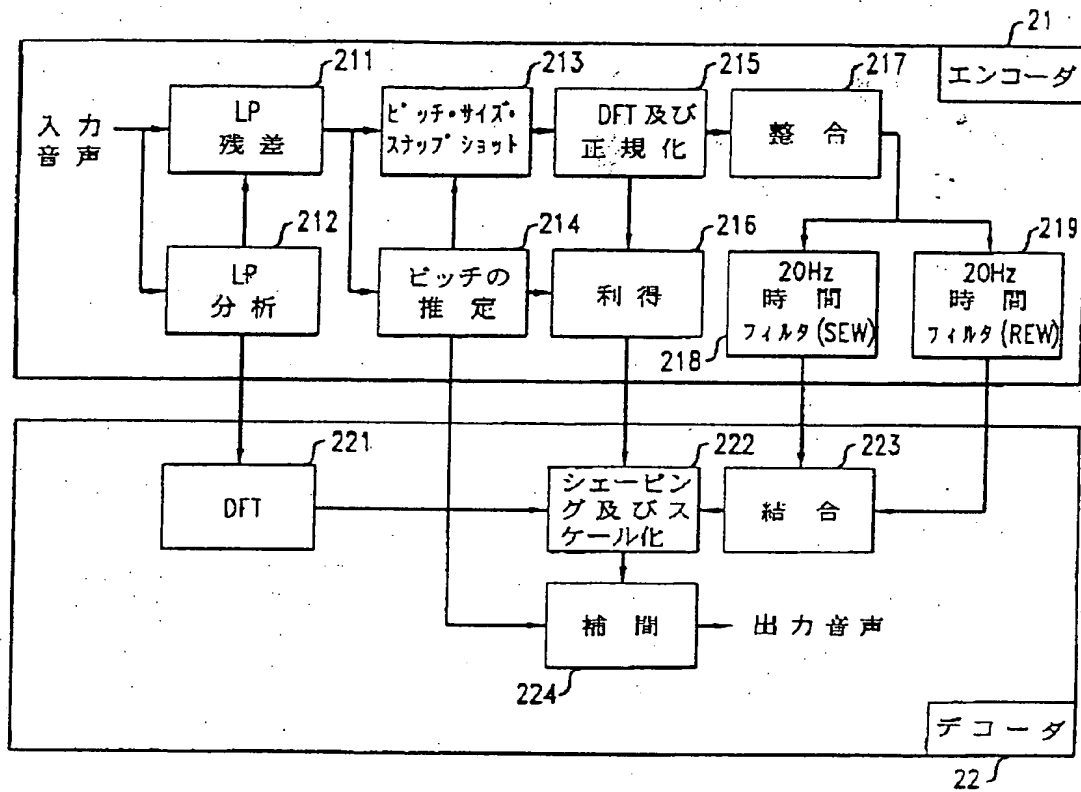 21
エンコーダ
211
213
215
217
入力
音声
LP
残差
ピッチ・サイズ・
スナップショット
DFT及び
正規化
整合
212
214
216
219
LP
分析
ピッチの
推定
利得
20Hz
時間
フィルタ(SEW)
218
20Hz
時間
フィルタ(REW)
221
222
223
DFT
シェーピン
グ及びス
ケール化
結合
補間
出力音声
224
デコーダ
22